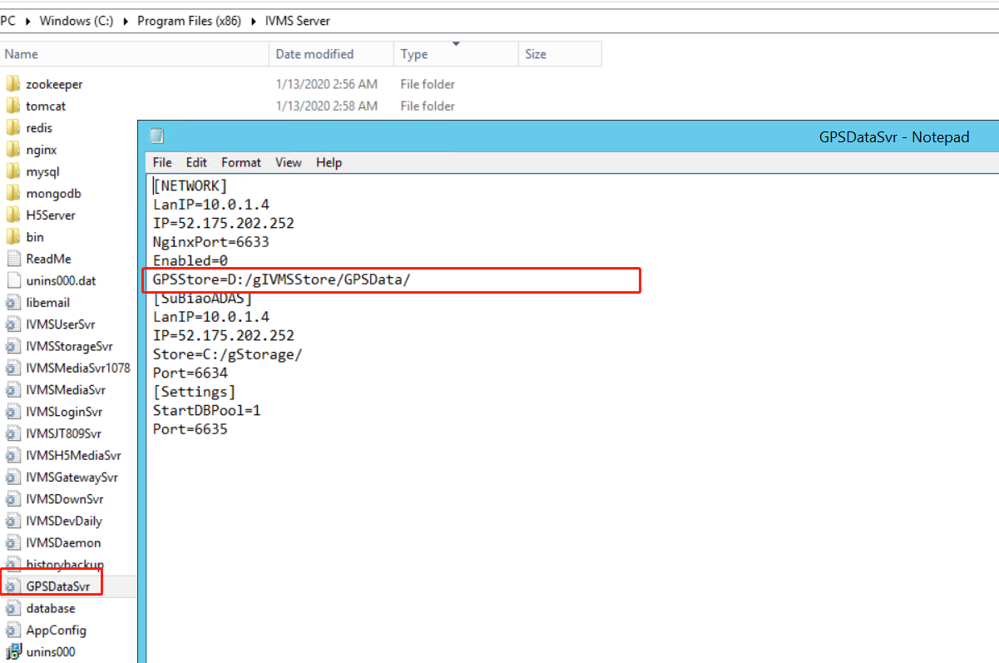 PC Windows (C:) Program Files (x86) IVMS Server
Name Date modified Type Size
zookeeper 1/13/2020 2:56 AM File folder
tomcat 1/13/2020 2:58 AM File folder
redis
nginx
mysql
mongodb
H5Server
bin
ReadMe
unins000.dat
libemail
IVMSUserSvr
IVMSStorageSvr
IVMSMediaSvr1078
IVMSMediaSvr
IVMSLoginSvr
IVMSJT809Svr
IVMSH5MediaSvr
IVMSGatewaySvr
IVMSDownSvr
IVMSDevDaily
IVMSDaemon
historybackup
GPSDataSvr
database
AppConfig
unins000
GPSDataSvr - Notepad
File Edit Format View Help
[NETWORK]
LanIP=10.0.1.4
IP=52.175.202.252
NginxPort=6633
Enabled=0
GPSStore=D:/gIVMSStore/GPSData/
[SuBiaoADAS]
LanIP=10.0.1.4
IP=52.175.202.252
Store=C:/gStorage/
Port=6634
[Settings]
StartDBPool=1
Port=6635